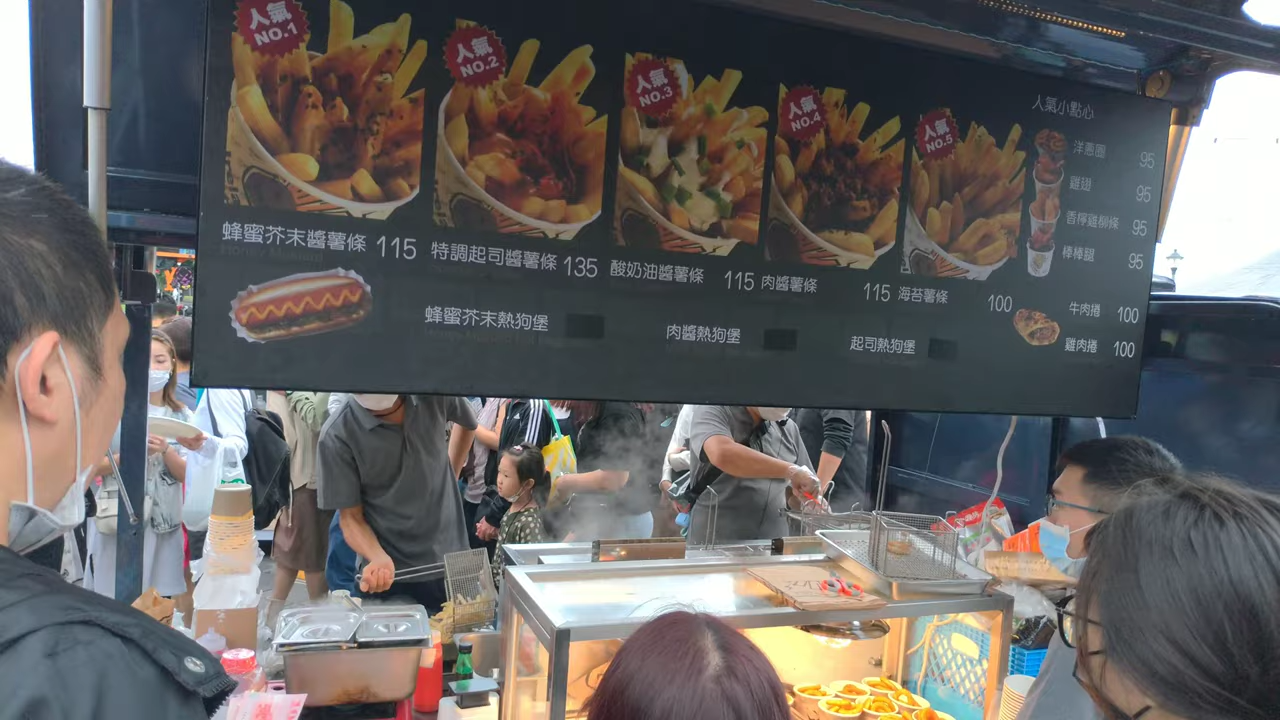 人氣
NO.1
人氣
NO.2
人氣
NO.3
人氣
NO.4
人氣
NO.5
人氣小點心
洋蔥圈 95
雞翅 95
香檸雞柳條 95
棒棒腿 95
蜂蜜芥末醬薯條 115
特調起司醬薯條 135
酸奶油醬薯條 115
肉醬薯條 115
海苔薯條 100
牛肉捲 100
雞肉捲 100
蜂蜜芥末熱狗堡
肉醬熱狗堡
起司熱狗堡